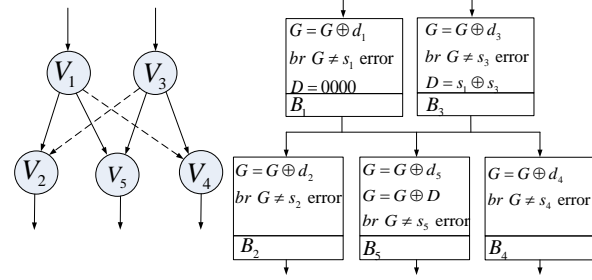 V₁
V₃
V₂
V₅
V₄
G = G ⊕ d₁
br G ≠ s₁ error
D = 0000
B₁
G = G ⊕ d₃
br G ≠ s₃ error
D = s₁ ⊕ s₃
B₃
G = G ⊕ d₂
br G ≠ s₂ error
B₂
G = G ⊕ d₅
G = G ⊕ D
br G ≠ s₅ error
B₅
G = G ⊕ d₄
br G ≠ s₄ error
B₄